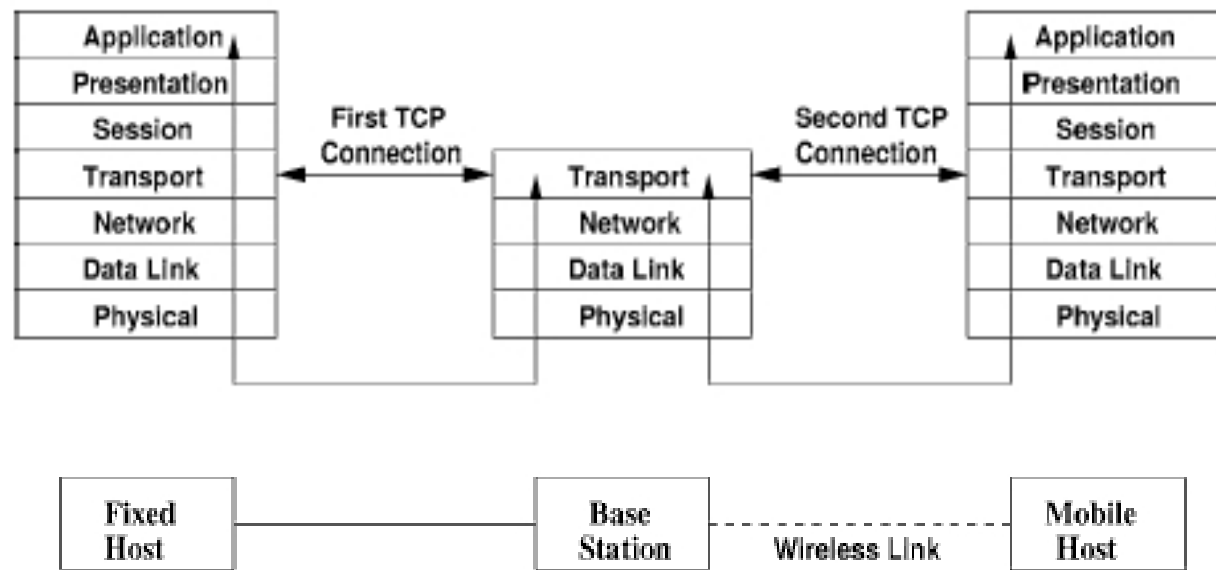 Application
Presentation
Session
Transport
Network
Data Link
Physical
First TCP
Connection
Transport
Network
Data Link
Physical
Second TCP
Connection
Application
Presentation
Session
Transport
Network
Data Link
Physical
Fixed
Host
Base
Station
Wireless Link
Mobile
Host